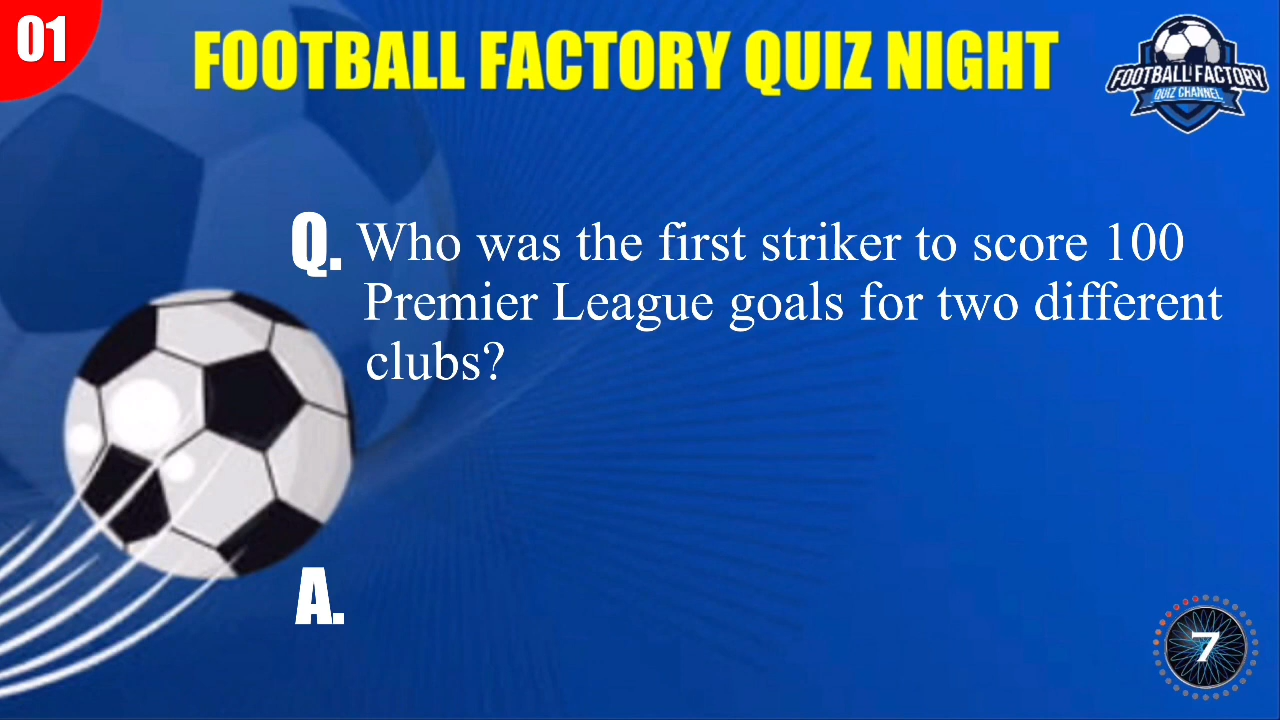 01
FOOTBALL FACTORY QUIZ NIGHT
FOOTBALL FACTORY
QUIZ CHANNEL
Q. Who was the first striker to score 100
Premier League goals for two different
clubs?
A.
7